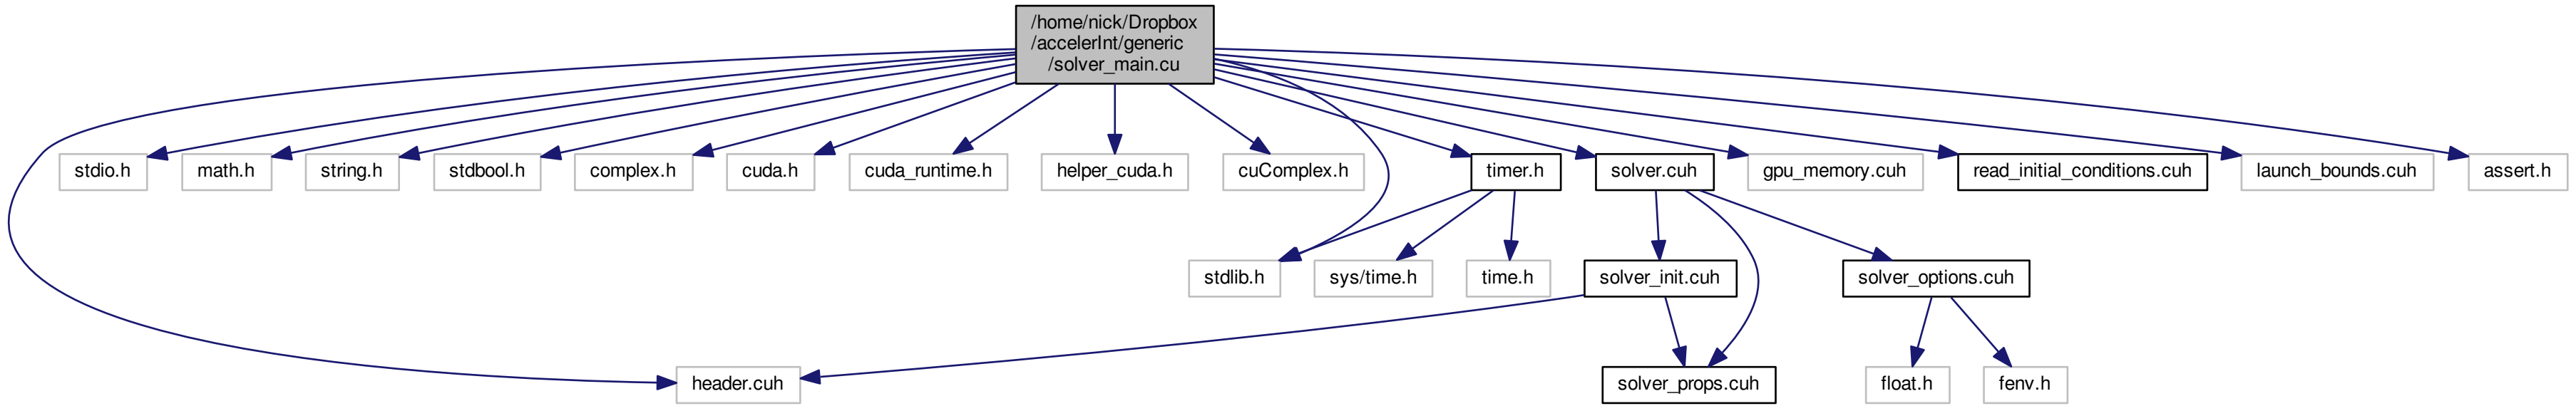 /home/nick/Dropbox
/accelerInt/generic
/solver_main.cu
stdio.h
math.h
string.h
stdbool.h
complex.h
cuda.h
cuda_runtime.h
helper_cuda.h
cuComplex.h
timer.h
solver.cuh
gpu_memory.cuh
read_initial_conditions.cuh
launch_bounds.cuh
assert.h
stdlib.h
sys/time.h
time.h
solver_init.cuh
solver_options.cuh
header.cuh
solver_props.cuh
float.h
fenv.h